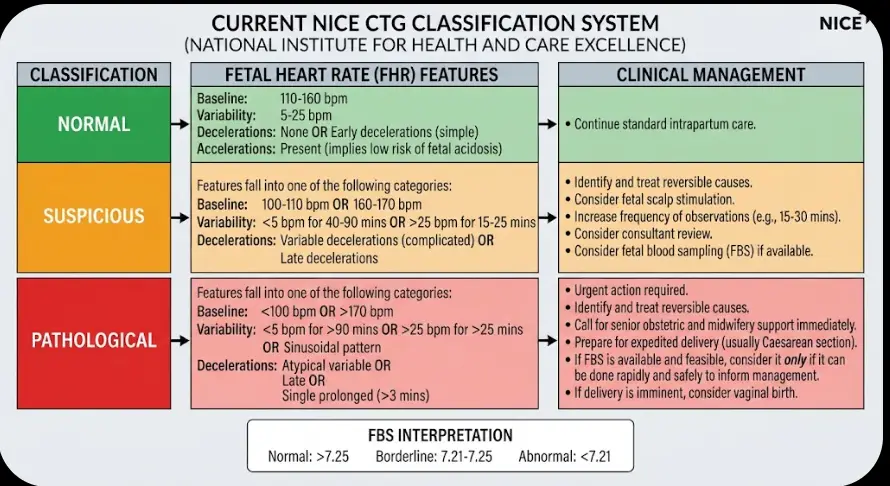 CURRENT NICE CTG CLASSIFICATION SYSTEM
(NATIONAL INSTITUTE FOR HEALTH AND CARE EXCELLENCE)
NICE
CLASSIFICATION
FETAL HEART RATE (FHR) FEATURES
CLINICAL MANAGEMENT
NORMAL
Baseline: 110-160 bpm
Variability: 5-25 bpm
Decelerations: None OR Early decelerations (simple)
Accelerations: Present (implies low risk of fetal acidosis)
• Continue standard intrapartum care.
SUSPICIOUS
Features fall into one of the following categories:
Baseline: 100-110 bpm OR 160-170 bpm
Variability: <5 bpm for 40-90 mins OR >25 bpm for 15-25 mins
Decelerations: Variable decelerations (complicated) OR
Late decelerations
• Identify and treat reversible causes.
• Consider fetal scalp stimulation.
• Increase frequency of observations (e.g., 15-30 mins).
• Consider consultant review.
• Consider fetal blood sampling (FBS) if available.
PATHOLOGICAL
Features fall into one of the following categories:
Baseline: <100 bpm OR >170 bpm
Variability: <5 bpm for >90 mins OR >25 bpm for >25 mins
OR Sinusoidal pattern
Decelerations: Atypical variable OR
Late OR
Single prolonged (>3 mins)
• Urgent action required.
• Identify and treat reversible causes.
• Call for senior obstetric and midwifery support immediately.
• Prepare for expedited delivery (usually Caesarean section).
• If FBS is available and feasible, consider it only if it can
be done rapidly and safely to inform management.
• If delivery is imminent, consider vaginal birth.
FBS INTERPRETATION
Normal: >7.25 Borderline: 7.21-7.25 Abnormal: <7.21